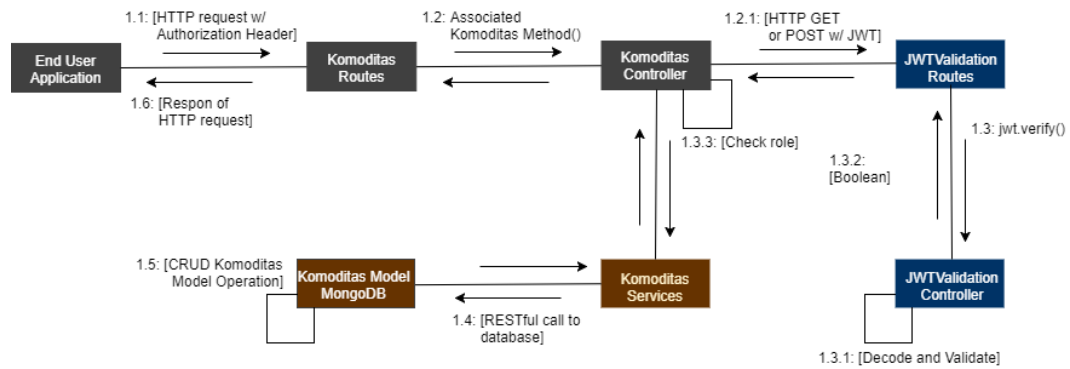 1.1: [HTTP request w/
Authorization Header]
1.2: Associated
Komoditas Method()
1.2.1: [HTTP GET
or POST w/ JWT]
End User
Application
Komoditas
Routes
Komoditas
Controller
JWTValidation
Routes
1.6: [Respon of
HTTP request]
1.3.3: [Check role]
1.3: jwt.verify()
1.3.2:
[Boolean]
1.5: [CRUD Komoditas
Model Operation]
Komoditas Model
MongoDB
Komoditas
Services
JWTValidation
Controller
1.4: [RESTful call to
database]
1.3.1: [Decode and Validate]